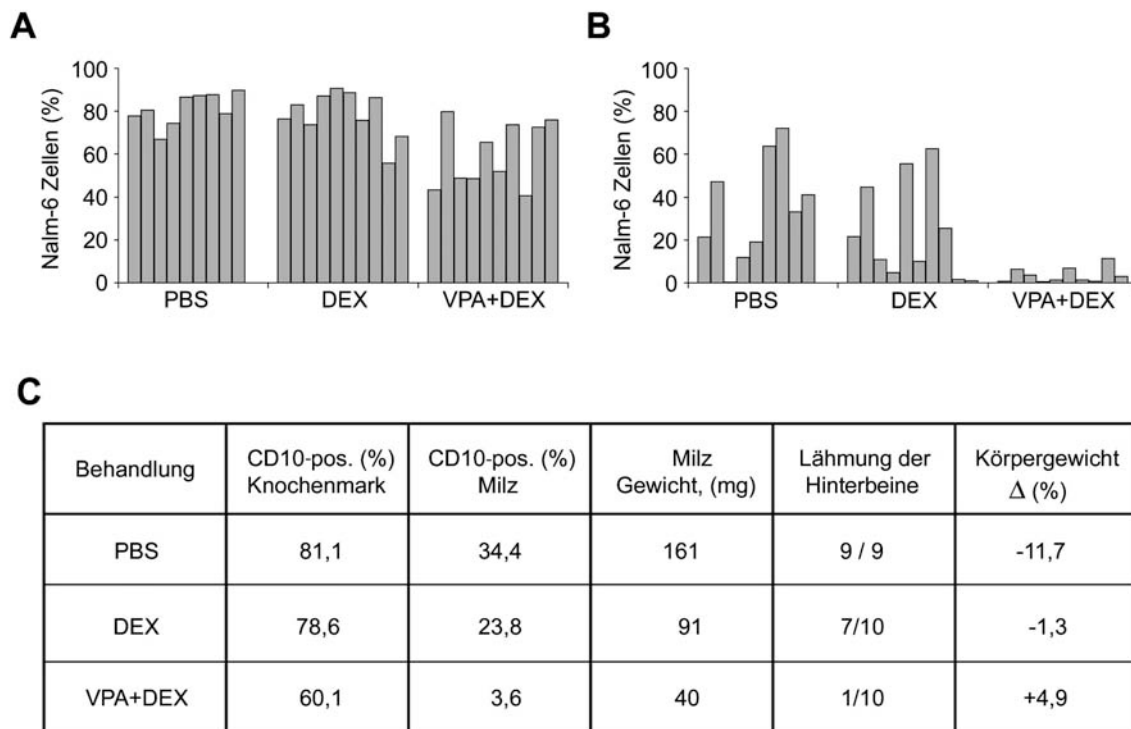 A
B
Nalm-6 Zellen (%)
100
80
60
40
20
0
PBS DEX VPA+DEX
Nalm-6 Zellen (%)
100
80
60
40
20
0
PBS DEX VPA+DEX
C
Behandlung
CD10-pos. (%)
Knochenmark
CD10-pos. (%)
Milz
Milz
Gewicht, (mg)
Lähmung der
Hinterbeine
Körpergewicht
Δ (%)
PBS 81,1 34,4 161 9 / 9 -11,7
DEX 78,6 23,8 91 7/10 -1,3
VPA+DEX 60,1 3,6 40 1/10 +4,9